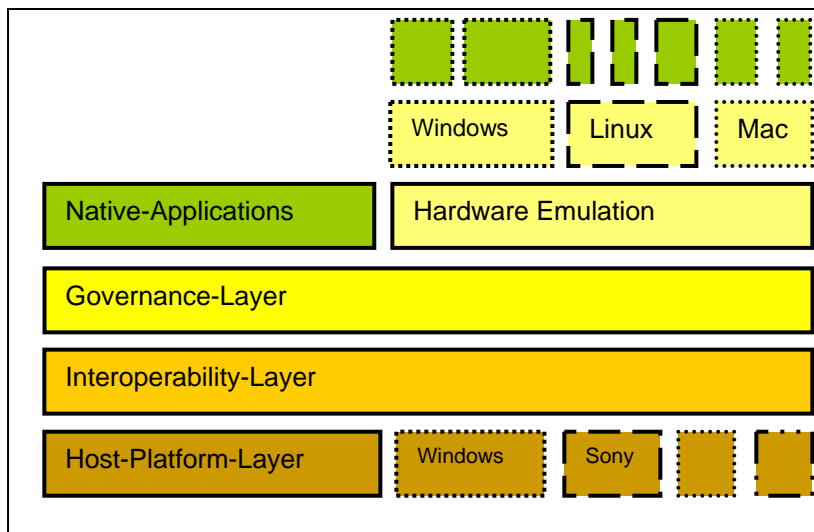 Windows
Linux
Mac
Native-Applications
Hardware Emulation
Governance-Layer
Interoperability-Layer
Host-Platform-Layer
Windows
Sony